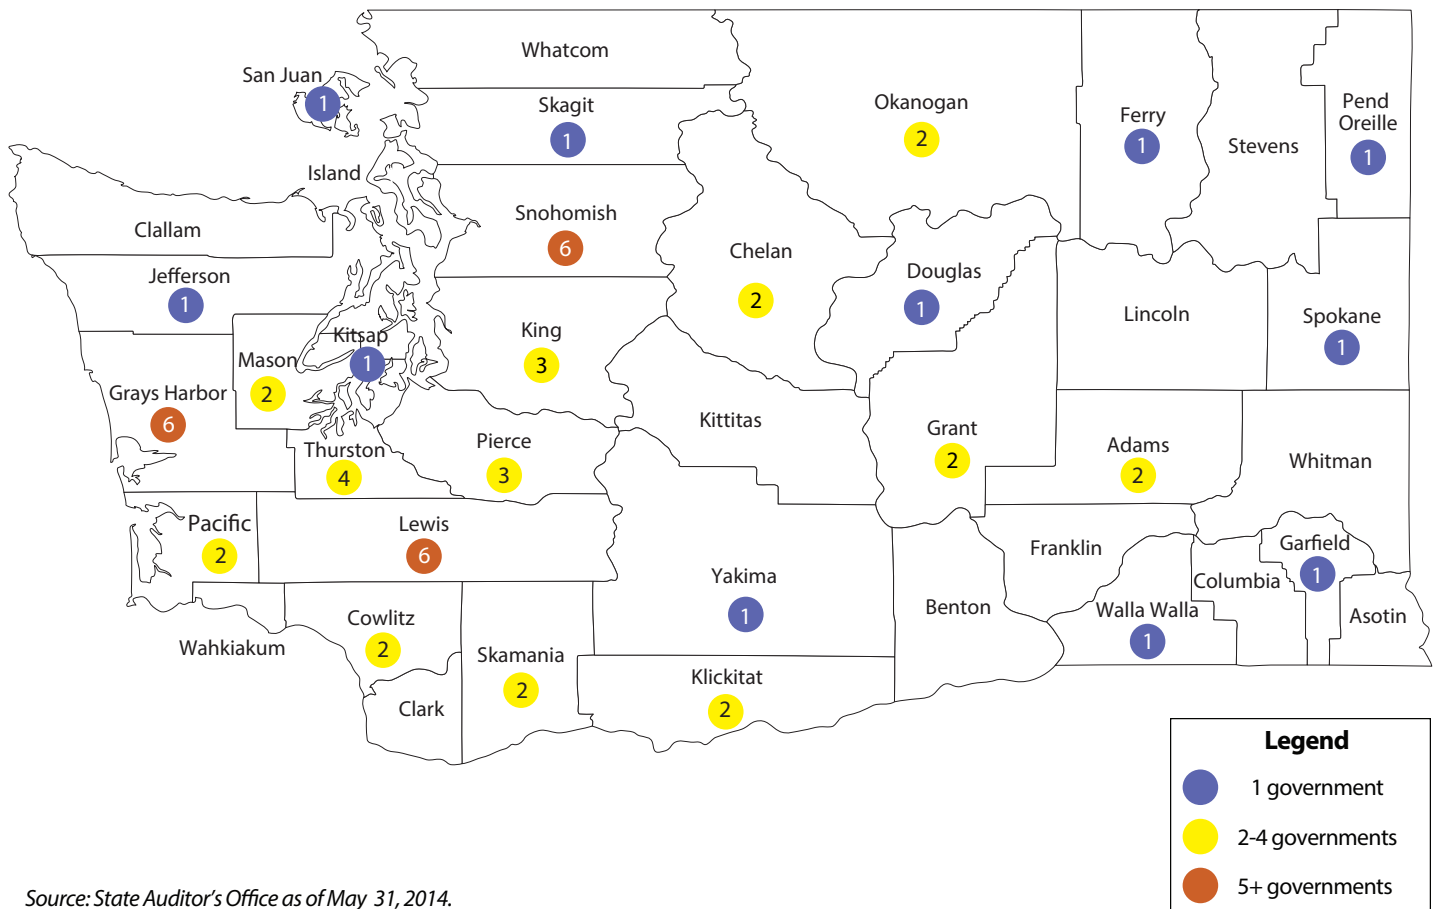 Whatcom
San Juan
1
Skagit
1
Okanogan
2
Ferry
1
Stevens
Pend
Oreille
1
Island
Clallam
Snohomish
6
Chelan
2
Douglas
1
Jefferson
1
Lincoln
Spokane
1
Kitsap
1
King
3
Mason
2
Grays Harbor
6
Kittitas
Grant
2
Adams
2
Whitman
Thurston
4
Pierce
3
Pacific
2
Lewis
6
Yakima
1
Franklin
Garfield
1
Columbia
Benton
Walla Walla
1
Asotin
Wahkiakum
Cowlitz
2
Skamania
2
Klickitat
2
Clark
Legend
1 government
2-4 governments
5+ governments
Source: State Auditor's Office as of May 31, 2014.